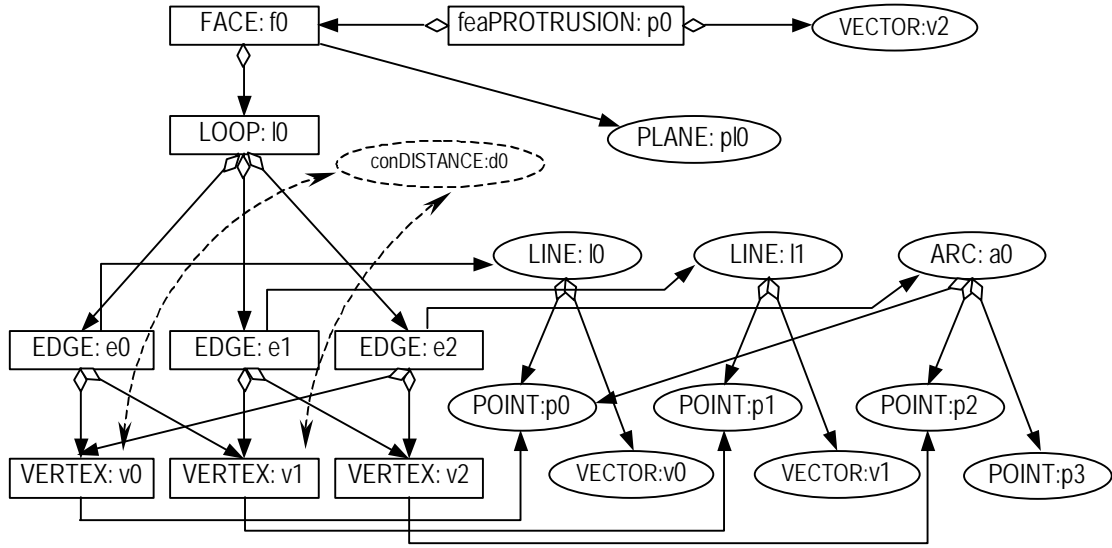 FACE: f0
feaPROTRUSION: p0
VECTOR:v2
LOOP: l0
PLANE: pl0
conDISTANCE:d0
LINE: l0
LINE: l1
ARC: a0
EDGE: e0
EDGE: e1
EDGE: e2
POINT:p0
POINT:p1
POINT:p2
VERTEX: v0
VERTEX: v1
VERTEX: v2
VECTOR:v0
VECTOR:v1
POINT:p3